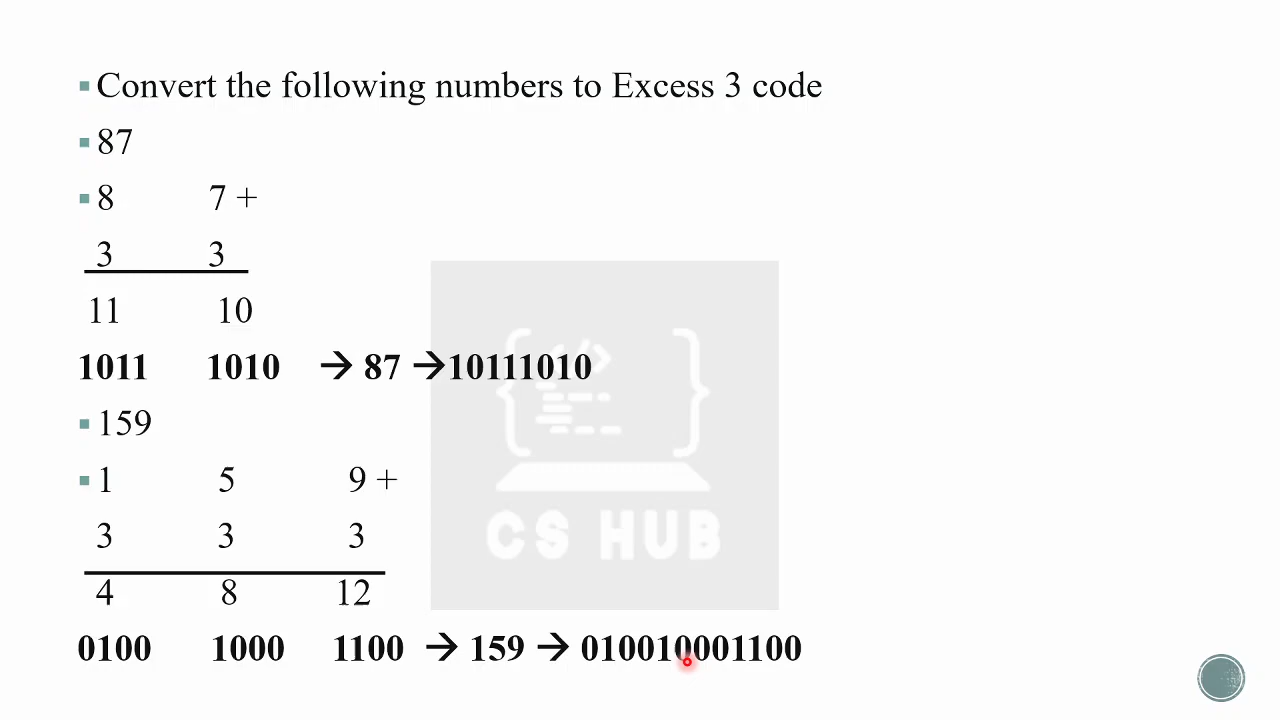 Convert the following numbers to Excess 3 code
87
8 7 +
3 3
11 10
1011 1010 → 87 →10111010
159
1 5 9 +
3 3 3
4 8 12
0100 1000 1100 → 159 → 010010001100
</> 
CS HUB